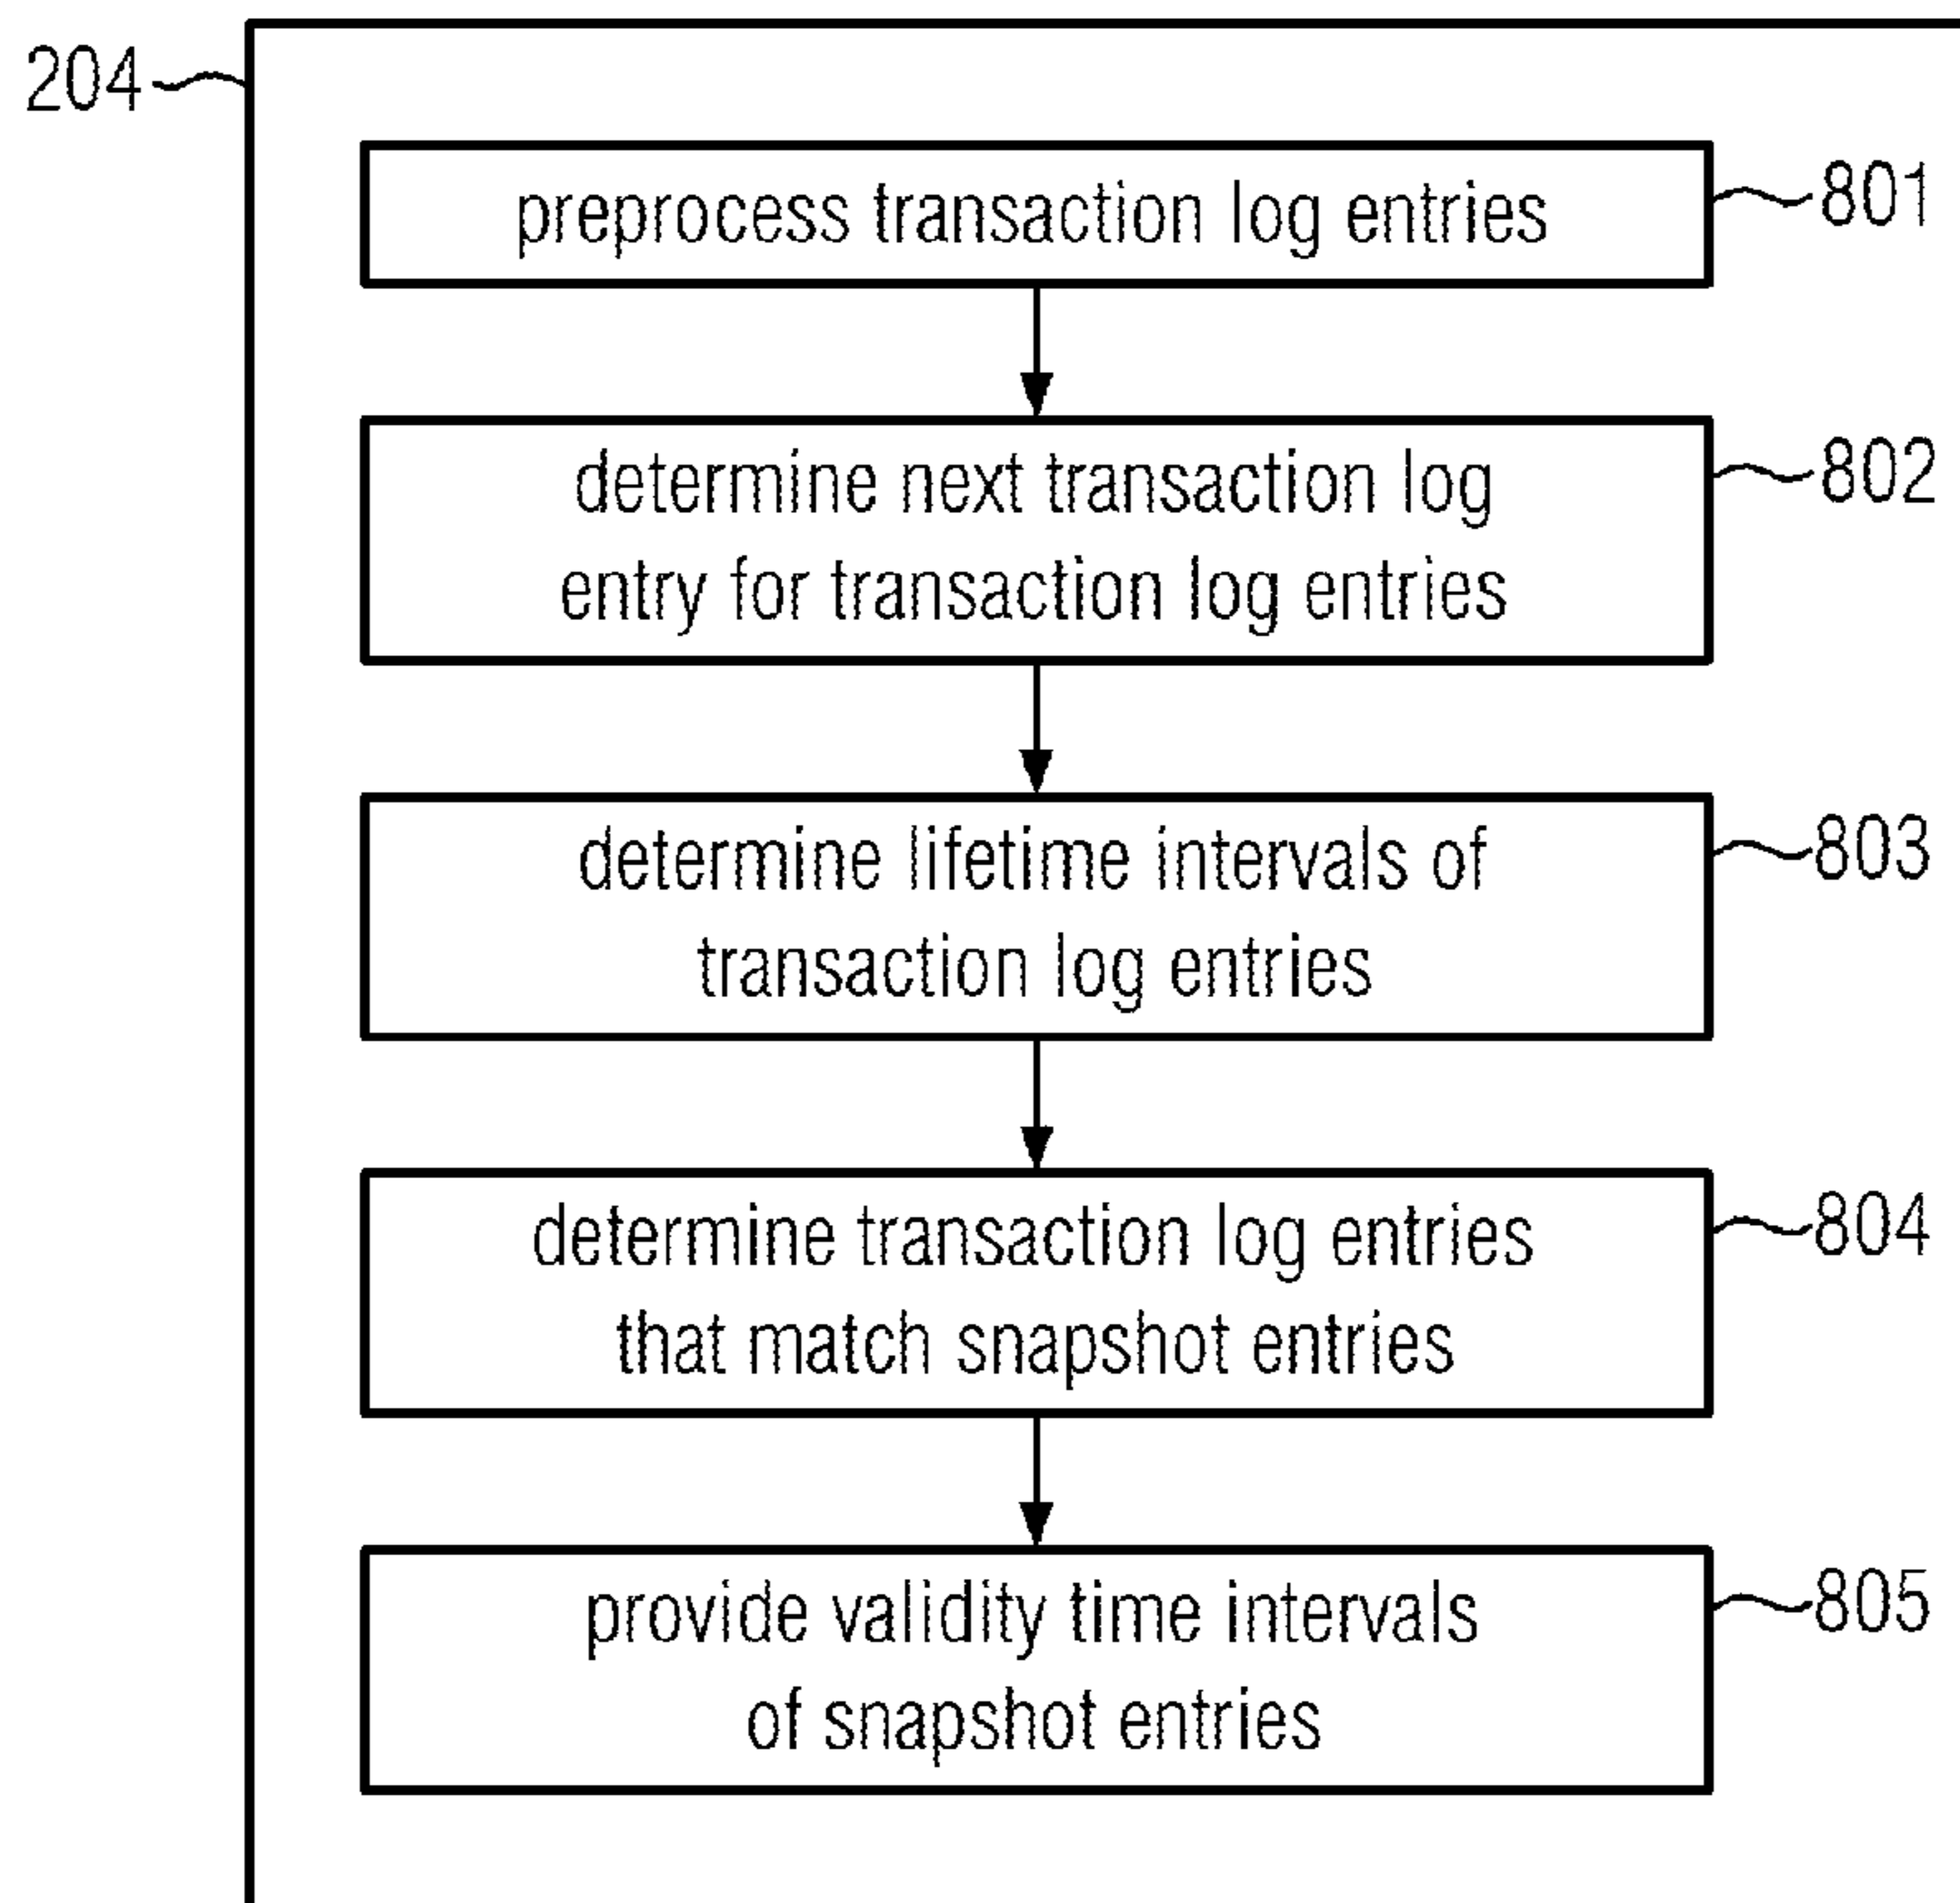 204
preprocess transaction log entries
801
determine next transaction log
entry for transaction log entries
802
determine lifetime intervals of
transaction log entries
803
determine transaction log entries
that match snapshot entries
804
provide validity time intervals
of snapshot entries
805